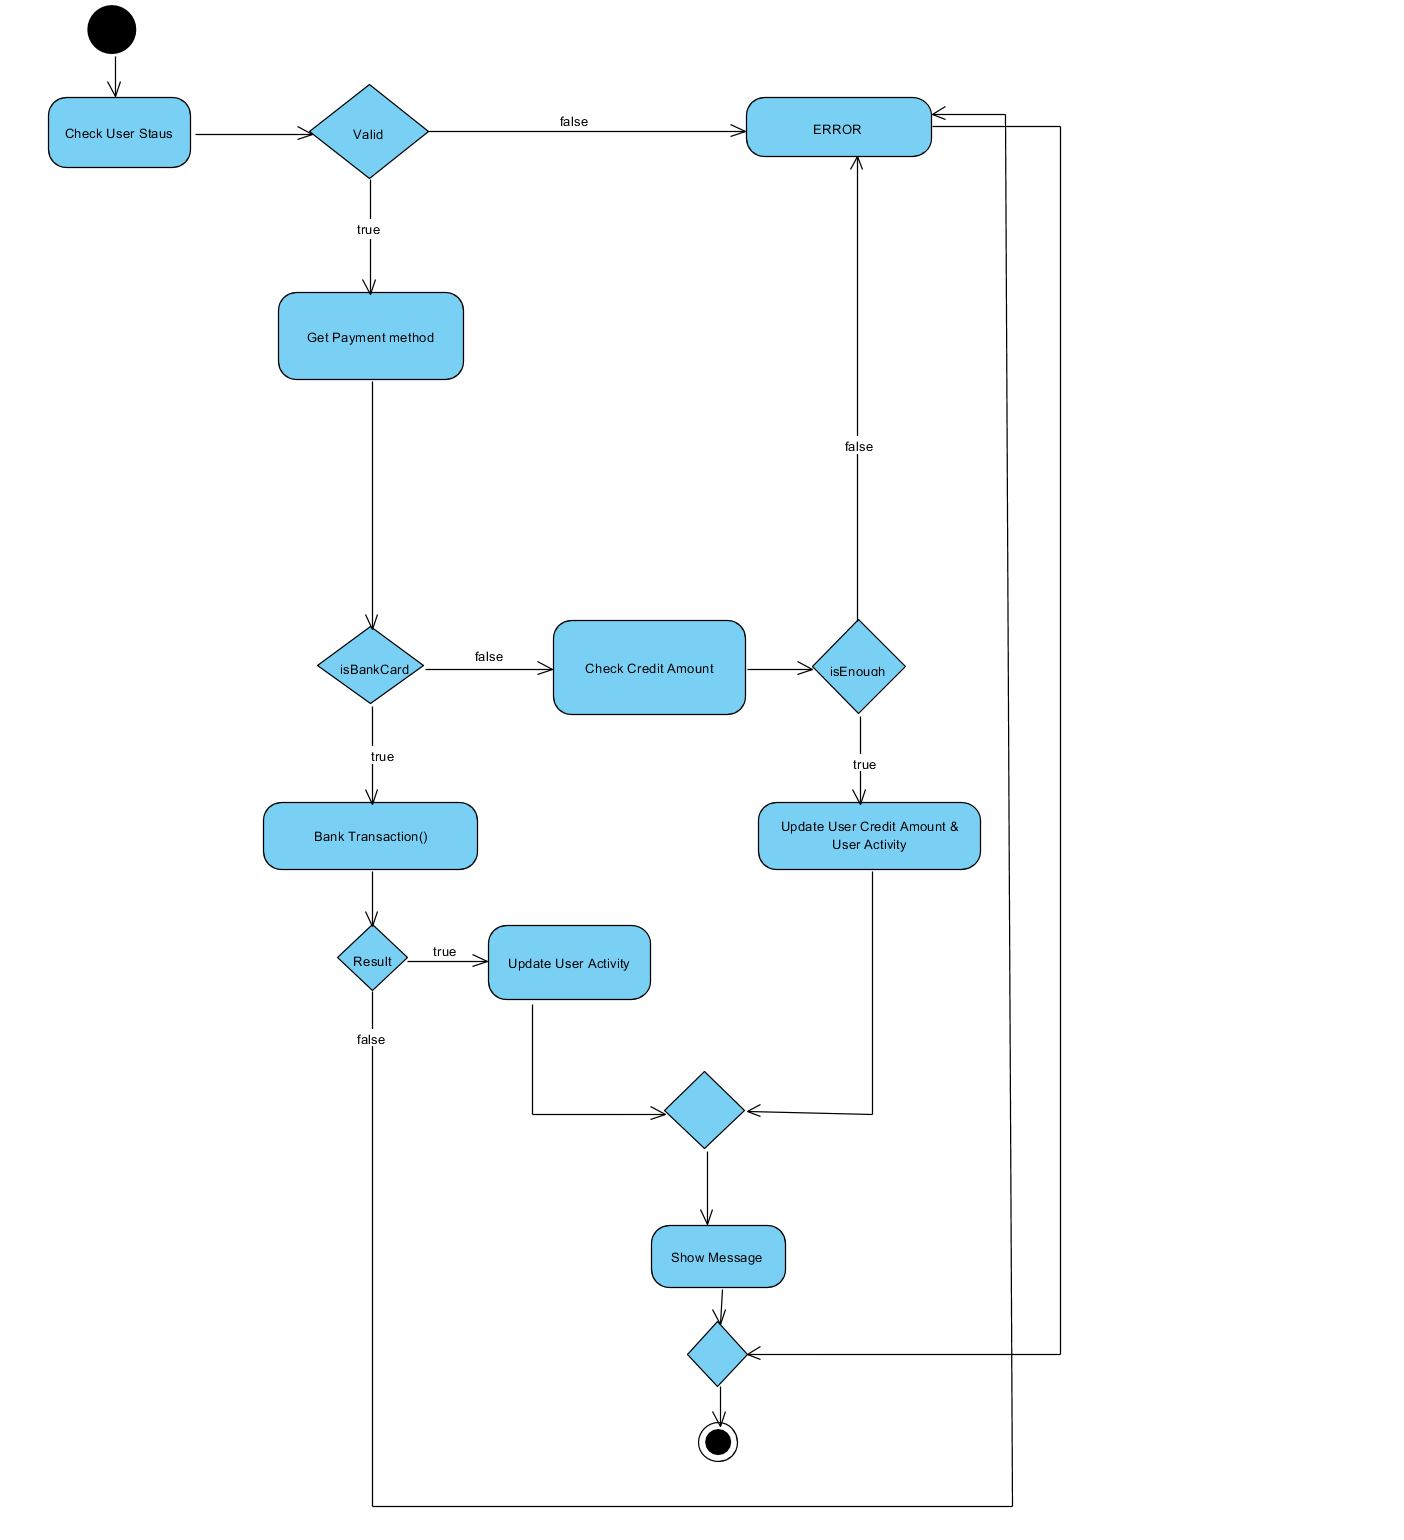 Check User Staus
Valid
false
ERROR
true
Get Payment method
false
isBankCard
false
Check Credit Amount
isEnough
true
true
Bank Transaction()
Update User Credit Amount &
User Activity
Result
true
Update User Activity
false
Show Message